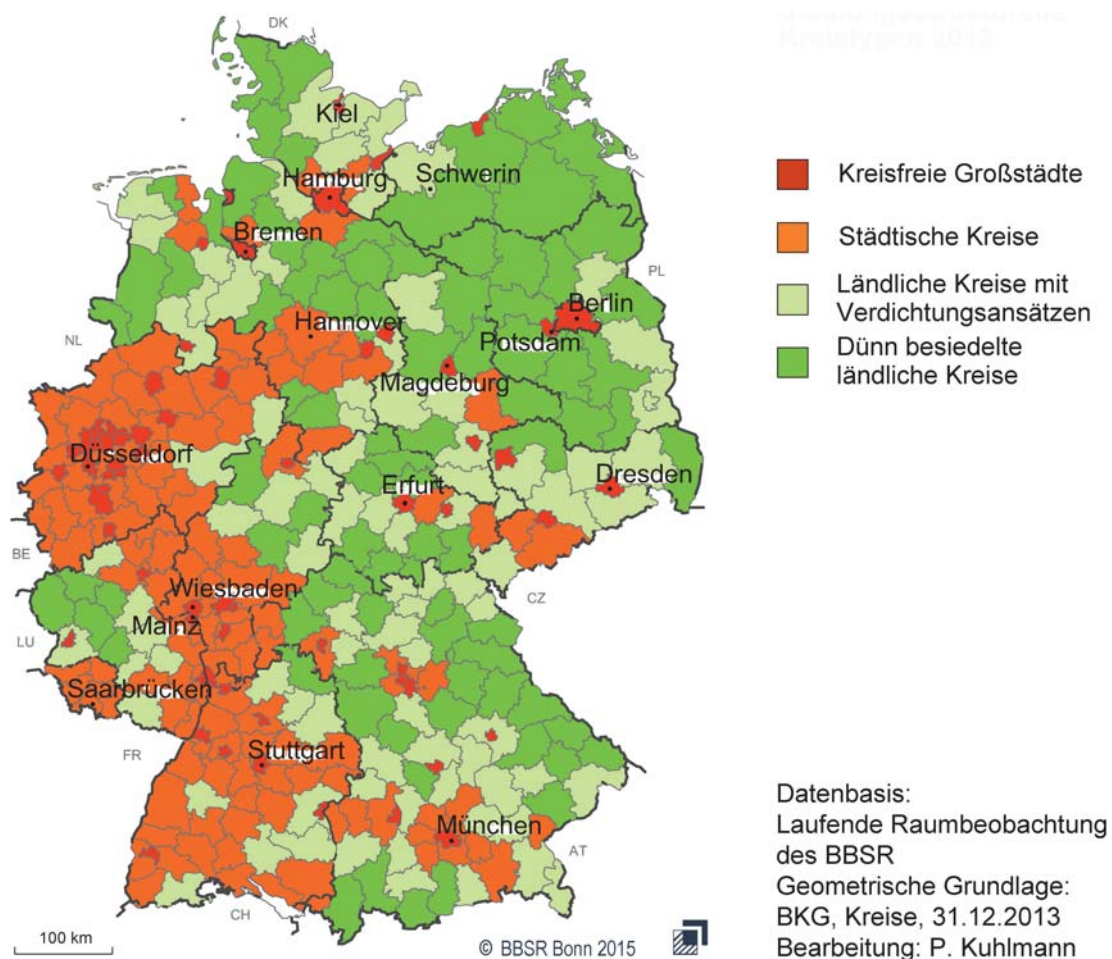 Kreistypen 2013
Kreisfreie Großstädte
Städtische Kreise
Ländliche Kreise mit
Verdichtungsansätzen
Dünn besiedelte
ländliche Kreise
DK
Kiel
Schwerin
Hamburg
Bremen
PL
Berlin
Hannover
Potsdam
NL
Magdeburg
Düsseldorf
Dresden
Erfurt
BE
Wiesbaden
CZ
Mainz
LU
Saarbrücken
FR
Stuttgart
München
AT
CH
100 km
© BBSR Bonn 2015
Datenbasis:
Laufende Raumbeobachtung
des BBSR
Geometrische Grundlage:
BKG, Kreise, 31.12.2013
Bearbeitung: P. Kuhlmann